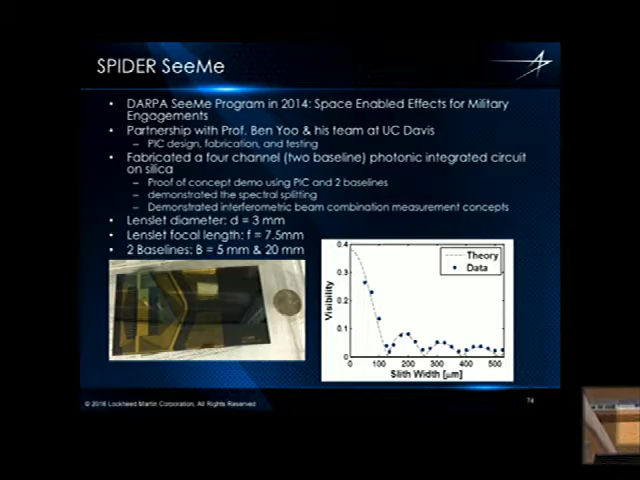 SPIDER SeeMe
• DARPA SeeMe Program in 2014: Space Enabled Effects for Military
Engagements
• Partnership with Prof. Ben Yoo & his team at UC Davis
– PIC design, fabrication, and testing
• Fabricated a four channel (two baseline) photonic integrated circuit
on silica
– Proof of concept demo using PIC and 2 baselines
– demonstrated the spectral splitting
– Demonstrated interferometric beam combination measurement concepts
• Lenslet diameter: d = 3 mm
• Lenslet focal length: f = 7.5mm
• 2 Baselines: B = 5 mm & 20 mm
0.4
0.3
0.2
0.1
0
Visibility
Theory
Data
0 100 200 300 400 500
Slith Width [μm]
© 2016 Lockheed Martin Corporation, All Rights Reserved
74